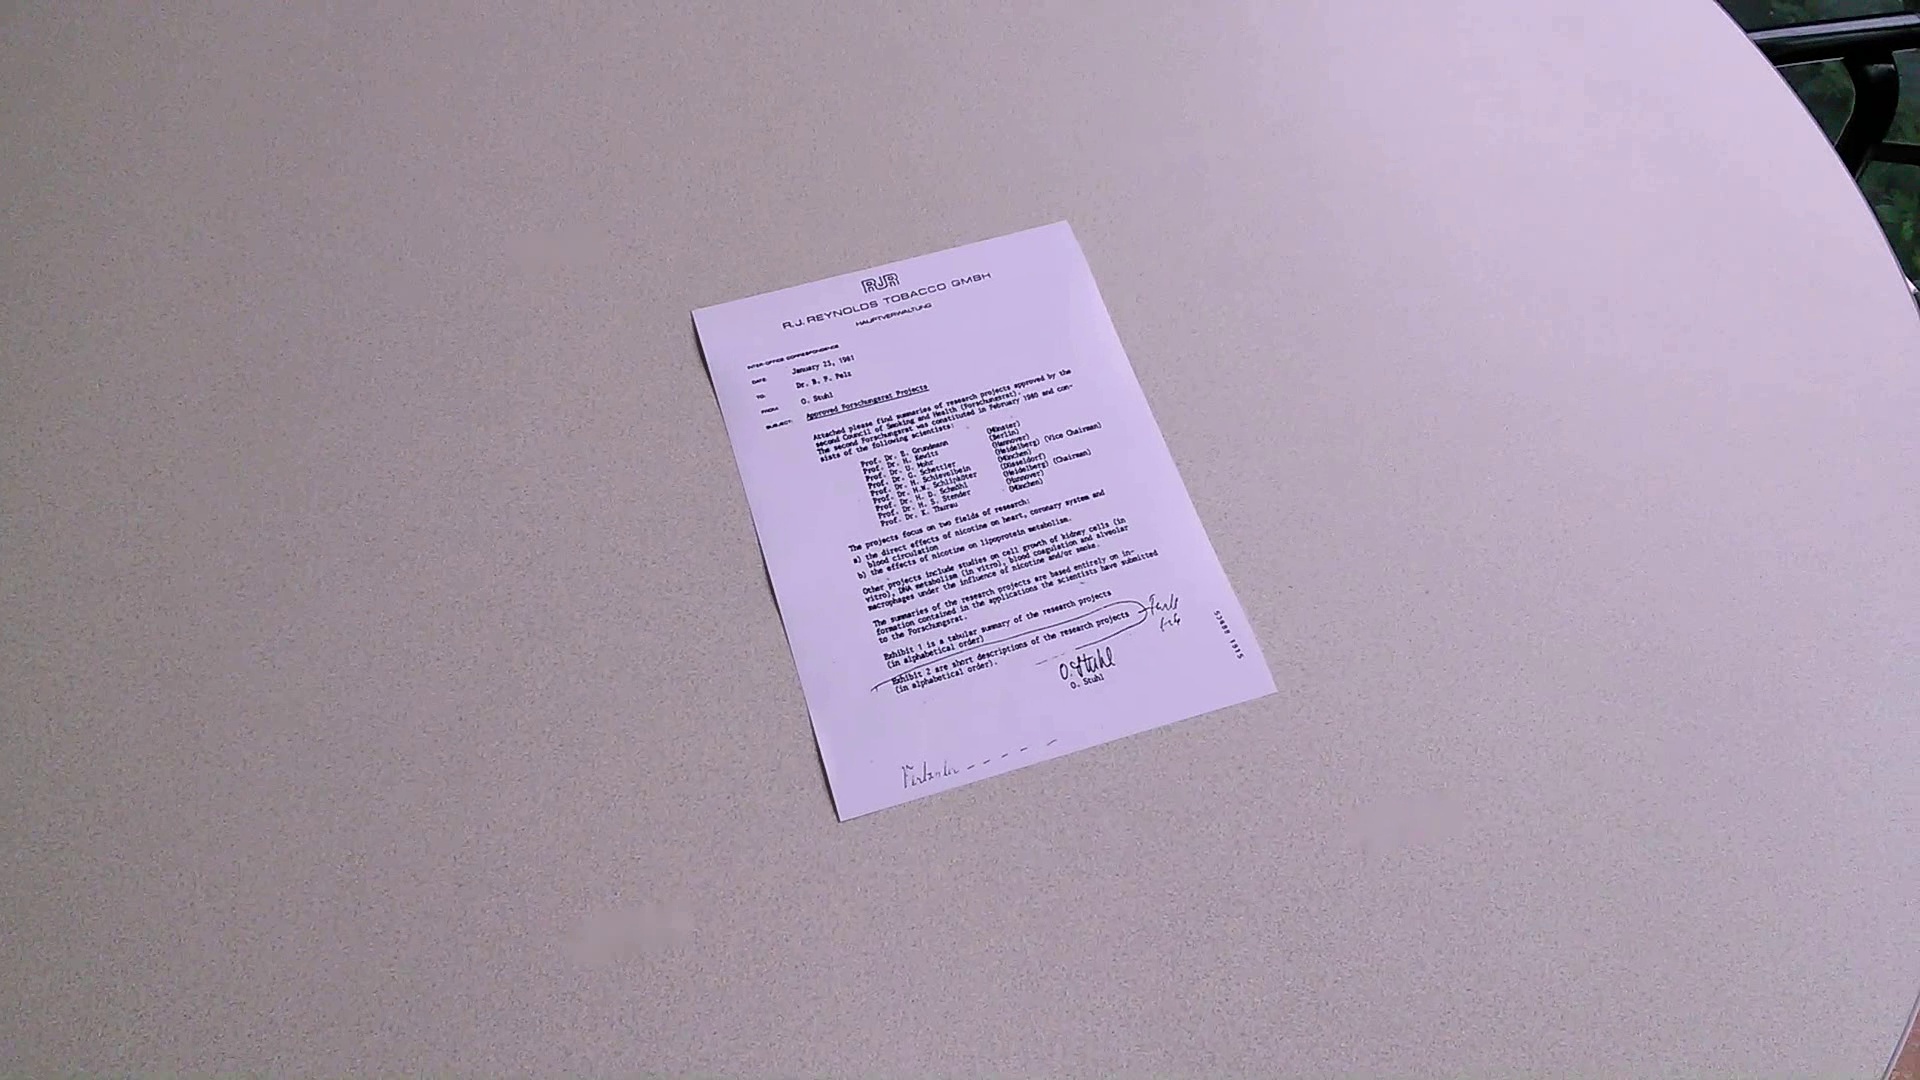 RJR
R.J. REYNOLDS TOBACCO GMBH
HAUPTVERWALTUNG
INTER-OFFICE CORRESPONDENCE
DATE: January 23, 1981
TO: Dr. B. F. Pelz
FROM: O. Stuhl
SUBJECT: Approved Forschungsrat Projects
Attached please find summaries of research projects approved by the
second Council of Smoking and Health (Forschungsrat).
The second Forschungsrat was constituted in February 1980 and con-
sists of the following scientists:
Prof. Dr. E. Grundmann (Münster)
Prof. Dr. H. Kewitz (Berlin)
Prof. Dr. U. Mohr (Hannover)
Prof. Dr. G. Schettler (Heidelberg) (Vice Chairman)
Prof. Dr. H. Schievelbein (München)
Prof. Dr. H.W. Schlipköter (Düsseldorf)
Prof. Dr. H. D. Schmähl (Heidelberg) (Chairman)
Prof. Dr. H. S. Stender (Hannover)
Prof. Dr. K. Thurau (München)
The projects focus on two fields of research:
a) the direct effects of nicotine on heart, coronary system and
blood circulation
b) the effects of nicotine on lipoprotein metabolism.
Other projects include studies on cell growth of kidney cells (in
vitro), DNA metabolism (in vitro), blood coagulation and alveolar
macrophages under the influence of nicotine and/or smoke.
The summaries of the research projects are based entirely on in-
formation contained in the applications the scientists have submitted
to the Forschungsrat.
Exhibit 1 is a tabular summary of the research projects
(in alphabetical order)
Exhibit 2 are short descriptions of the research projects
(in alphabetical order).
O. Stuhl
O. Stuhl